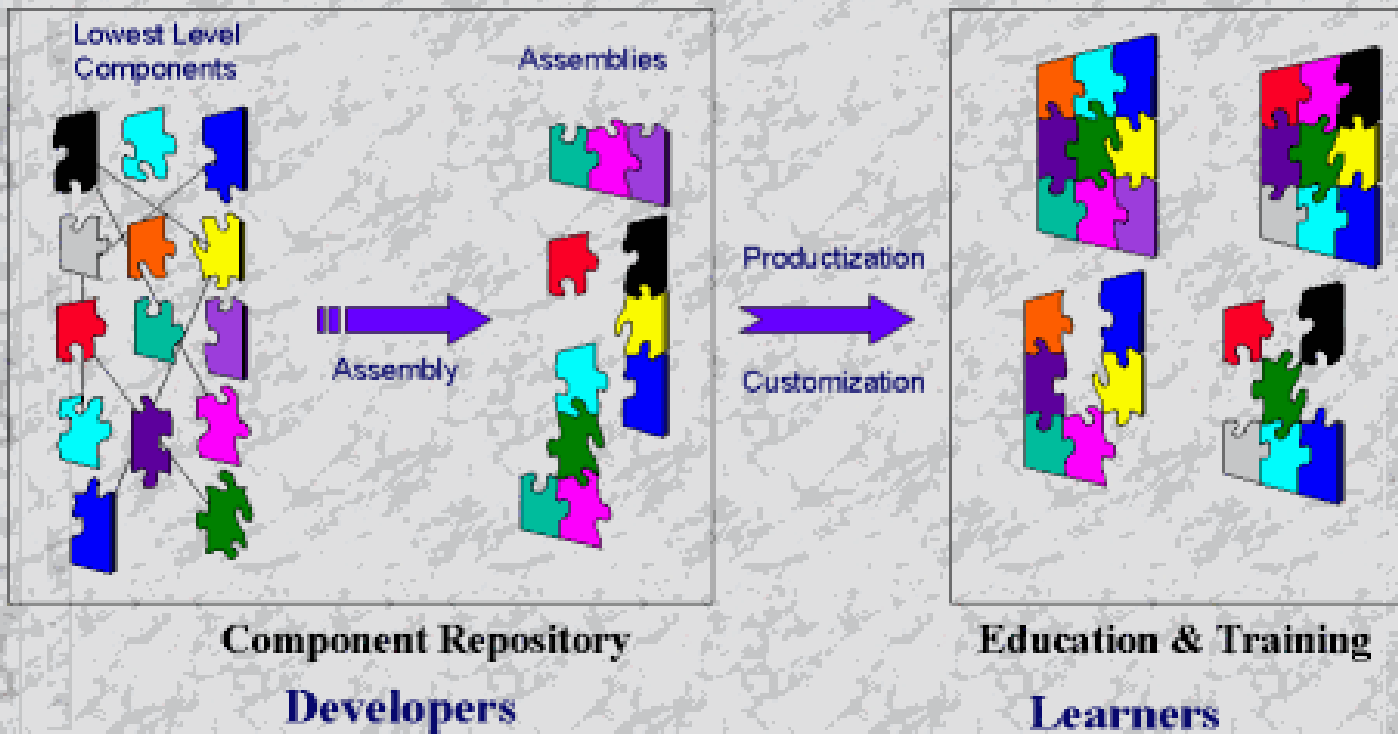 Lowest Level
Components
Assemblies
Assembly
Productization
Customization
Component Repository
Education & Training
Developers
Learners